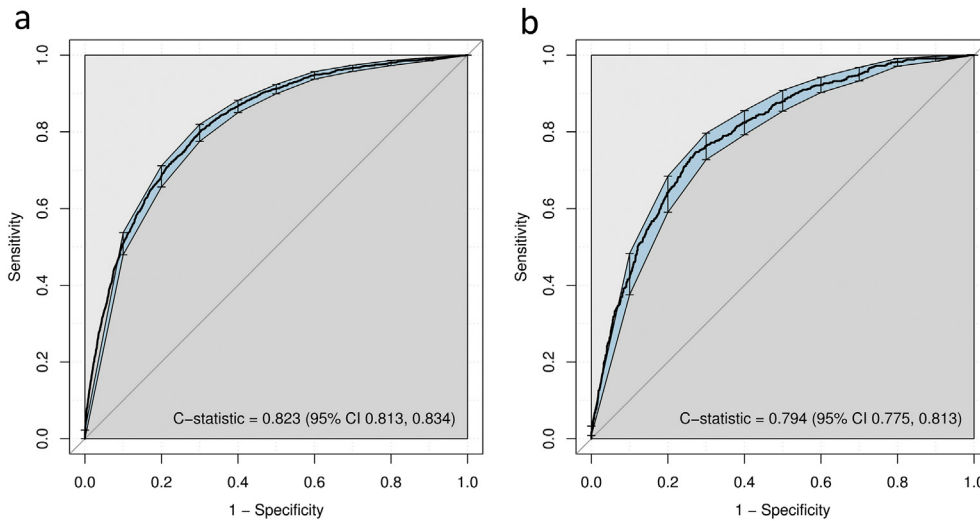 a
1.0
0.8
0.6
0.4
0.2
0.0
Sensitivity
C−statistic = 0.823 (95% CI 0.813, 0.834)
0.0 0.2 0.4 0.6 0.8 1.0
1 − Specificity
b
1.0
0.8
0.6
0.4
0.2
0.0
Sensitivity
C−statistic = 0.794 (95% CI 0.775, 0.813)
0.0 0.2 0.4 0.6 0.8 1.0
1 − Specificity